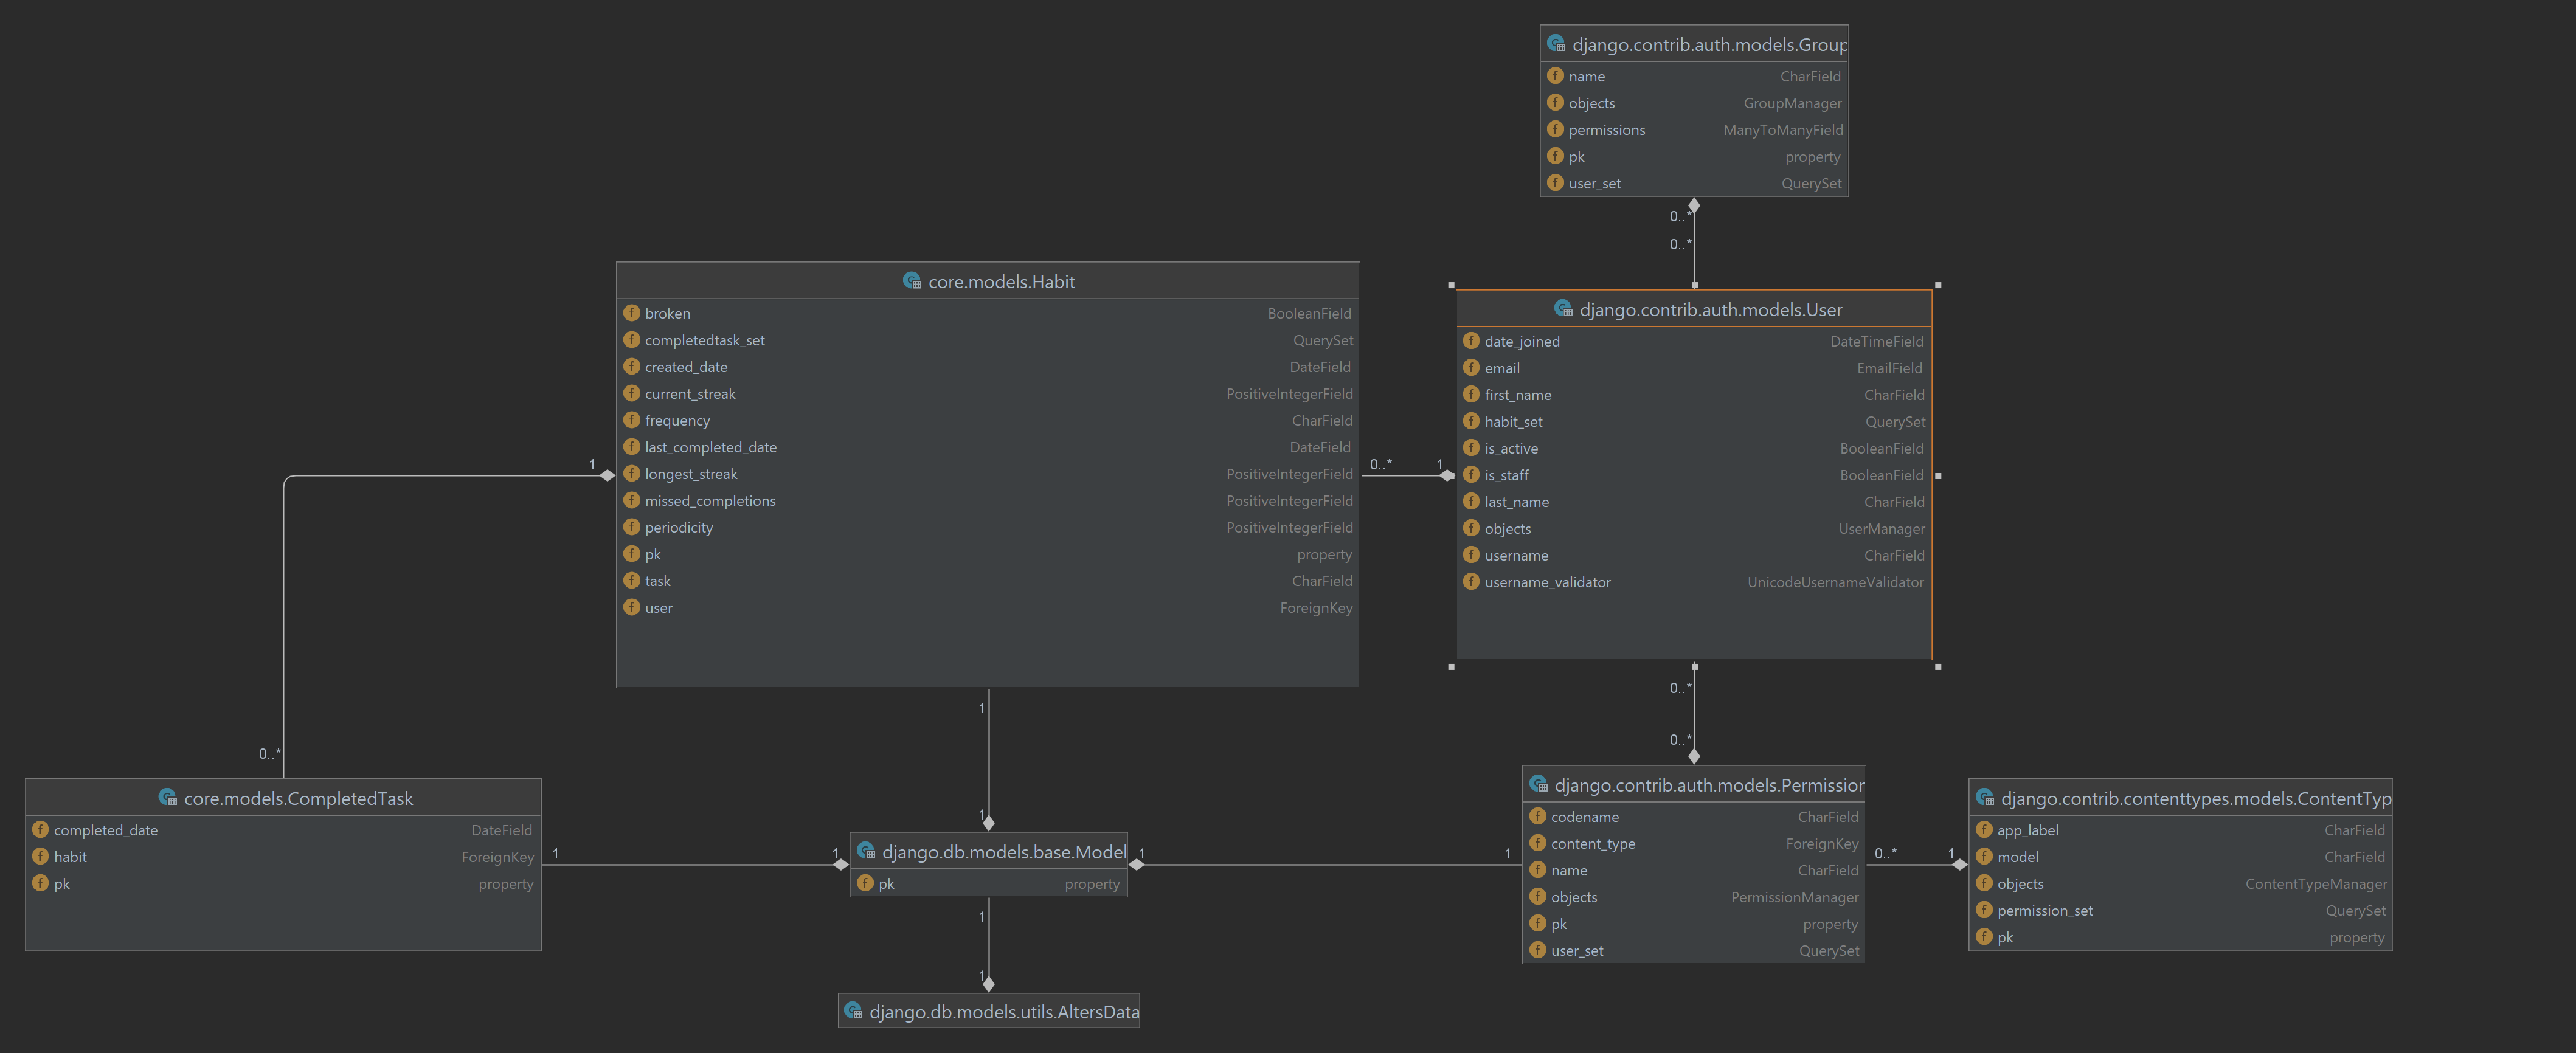 django.contrib.auth.models.Group
name CharField
objects GroupManager
permissions ManyToManyField
pk property
user_set QuerySet
0..*
0..*
core.models.Habit
broken BooleanField
completedtask_set QuerySet
created_date DateField
current_streak PositiveIntegerField
frequency CharField
last_completed_date DateField
longest_streak PositiveIntegerField
missed_completions PositiveIntegerField
periodicity PositiveIntegerField
pk property
task CharField
user ForeignKey
1
0..*
0..* 1
django.contrib.auth.models.User
date_joined DateTimeField
email EmailField
first_name CharField
habit_set QuerySet
is_active BooleanField
is_staff BooleanField
last_name CharField
objects UserManager
username CharField
username_validator UnicodeUsernameValidator
0..*
0..*
1
1
core.models.CompletedTask
completed_date DateField
habit ForeignKey
pk property
1 1
django.db.models.base.Model
pk property
1 1
1
1
django.db.models.utils.AltersData
django.contrib.auth.models.Permission
codename CharField
content_type ForeignKey
name CharField
objects PermissionManager
pk property
user_set QuerySet
0..* 1
django.contrib.contenttypes.models.ContentTyp
app_label CharField
model CharField
objects ContentTypeManager
permission_set QuerySet
pk property